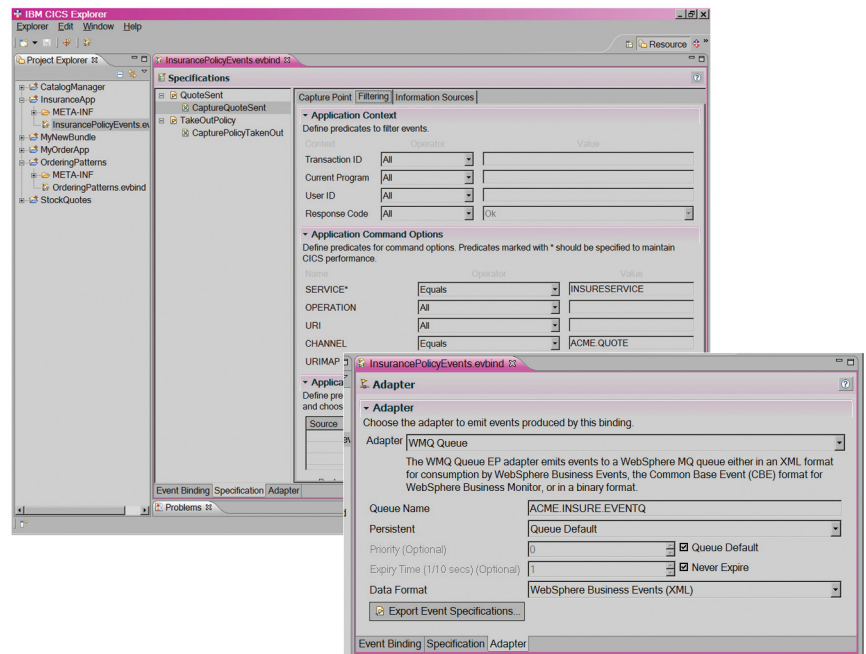 IBM CICS Explorer
Explorer Edit Window Help
Resource
Project Explorer
InsurancePolicyEvents.evbind
Specifications
CatalogManager
InsuranceApp
META-INF
InsurancePolicyEvents.ev
MyNewBundle
MyOrderApp
OrderingPatterns
META-INF
OrderingPatterns.evbind
StockQuotes
QuoteSent
CaptureQuoteSent
TakeOutPolicy
CapturePolicyTakenOut
Capture Point Filtering Information Sources
Application Context
Define predicates to filter events.
Context Operator Value
Transaction ID All
Current Program All
User ID All
Response Code All Ok
Application Command Options
Define predicates for command options. Predicates marked with * should be specified to maintain
CICS performance.
Name Operator Value
SERVICE* Equals INSURESERVICE
OPERATION All
URI All
CHANNEL Equals ACME.QUOTE
URIMAP
Applica
Define pre
and choos
Source
Event Binding Specification Adapter
Problems
InsurancePolicyEvents.evbind
Adapter
Adapter
Choose the adapter to emit events produced by this binding.
Adapter WMQ Queue
The WMQ Queue EP adapter emits events to a WebSphere MQ queue either in an XML format
for consumption by WebSphere Business Events, the Common Base Event (CBE) format for
WebSphere Business Monitor, or in a binary format.
Queue Name ACME.INSURE.EVENTQ
Persistent Queue Default
Priority (Optional) 0 Queue Default
Expiry Time (1/10 secs) (Optional) 1 Never Expire
Data Format WebSphere Business Events (XML)
Export Event Specifications...
Event Binding Specification Adapter